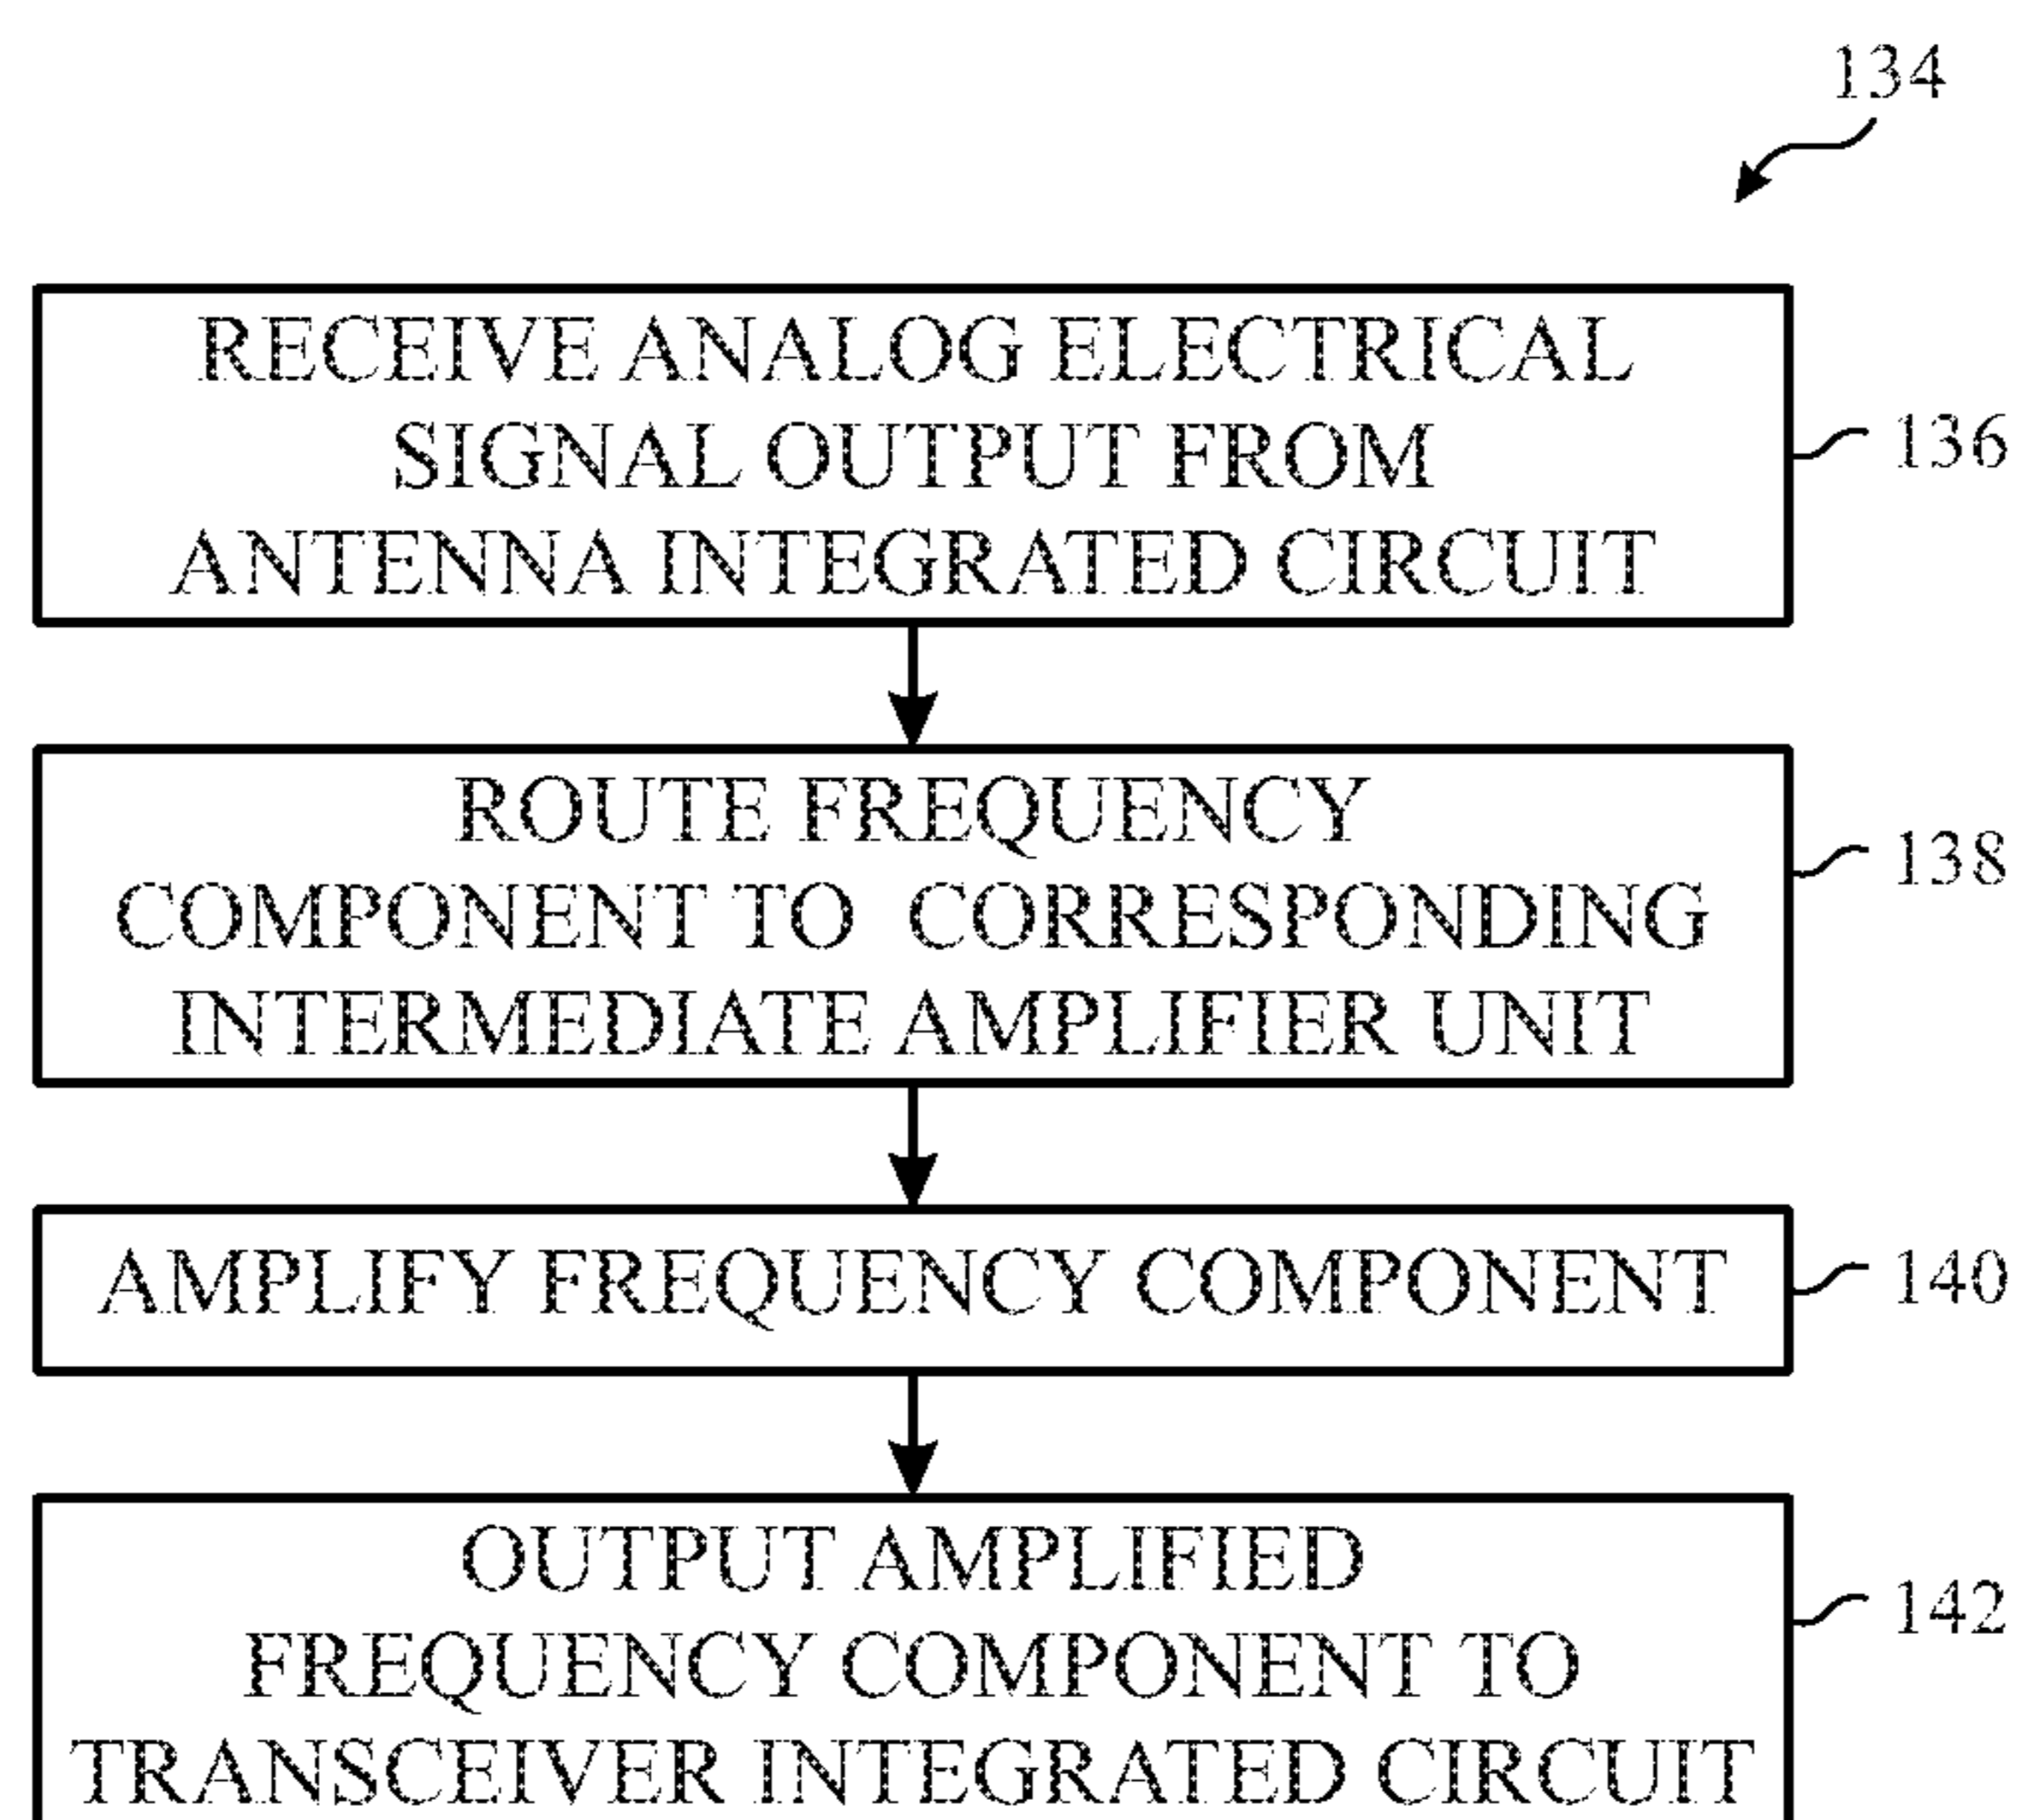 134
RECEIVE ANALOG ELECTRICAL
SIGNAL OUTPUT FROM
ANTENNA INTEGRATED CIRCUIT
136
ROUTE FREQUENCY
COMPONENT TO CORRESPONDING
INTERMEDIATE AMPLIFIER UNIT
138
AMPLIFY FREQUENCY COMPONENT
140
OUTPUT AMPLIFIED
FREQUENCY COMPONENT TO
TRANSCEIVER INTEGRATED CIRCUIT
142